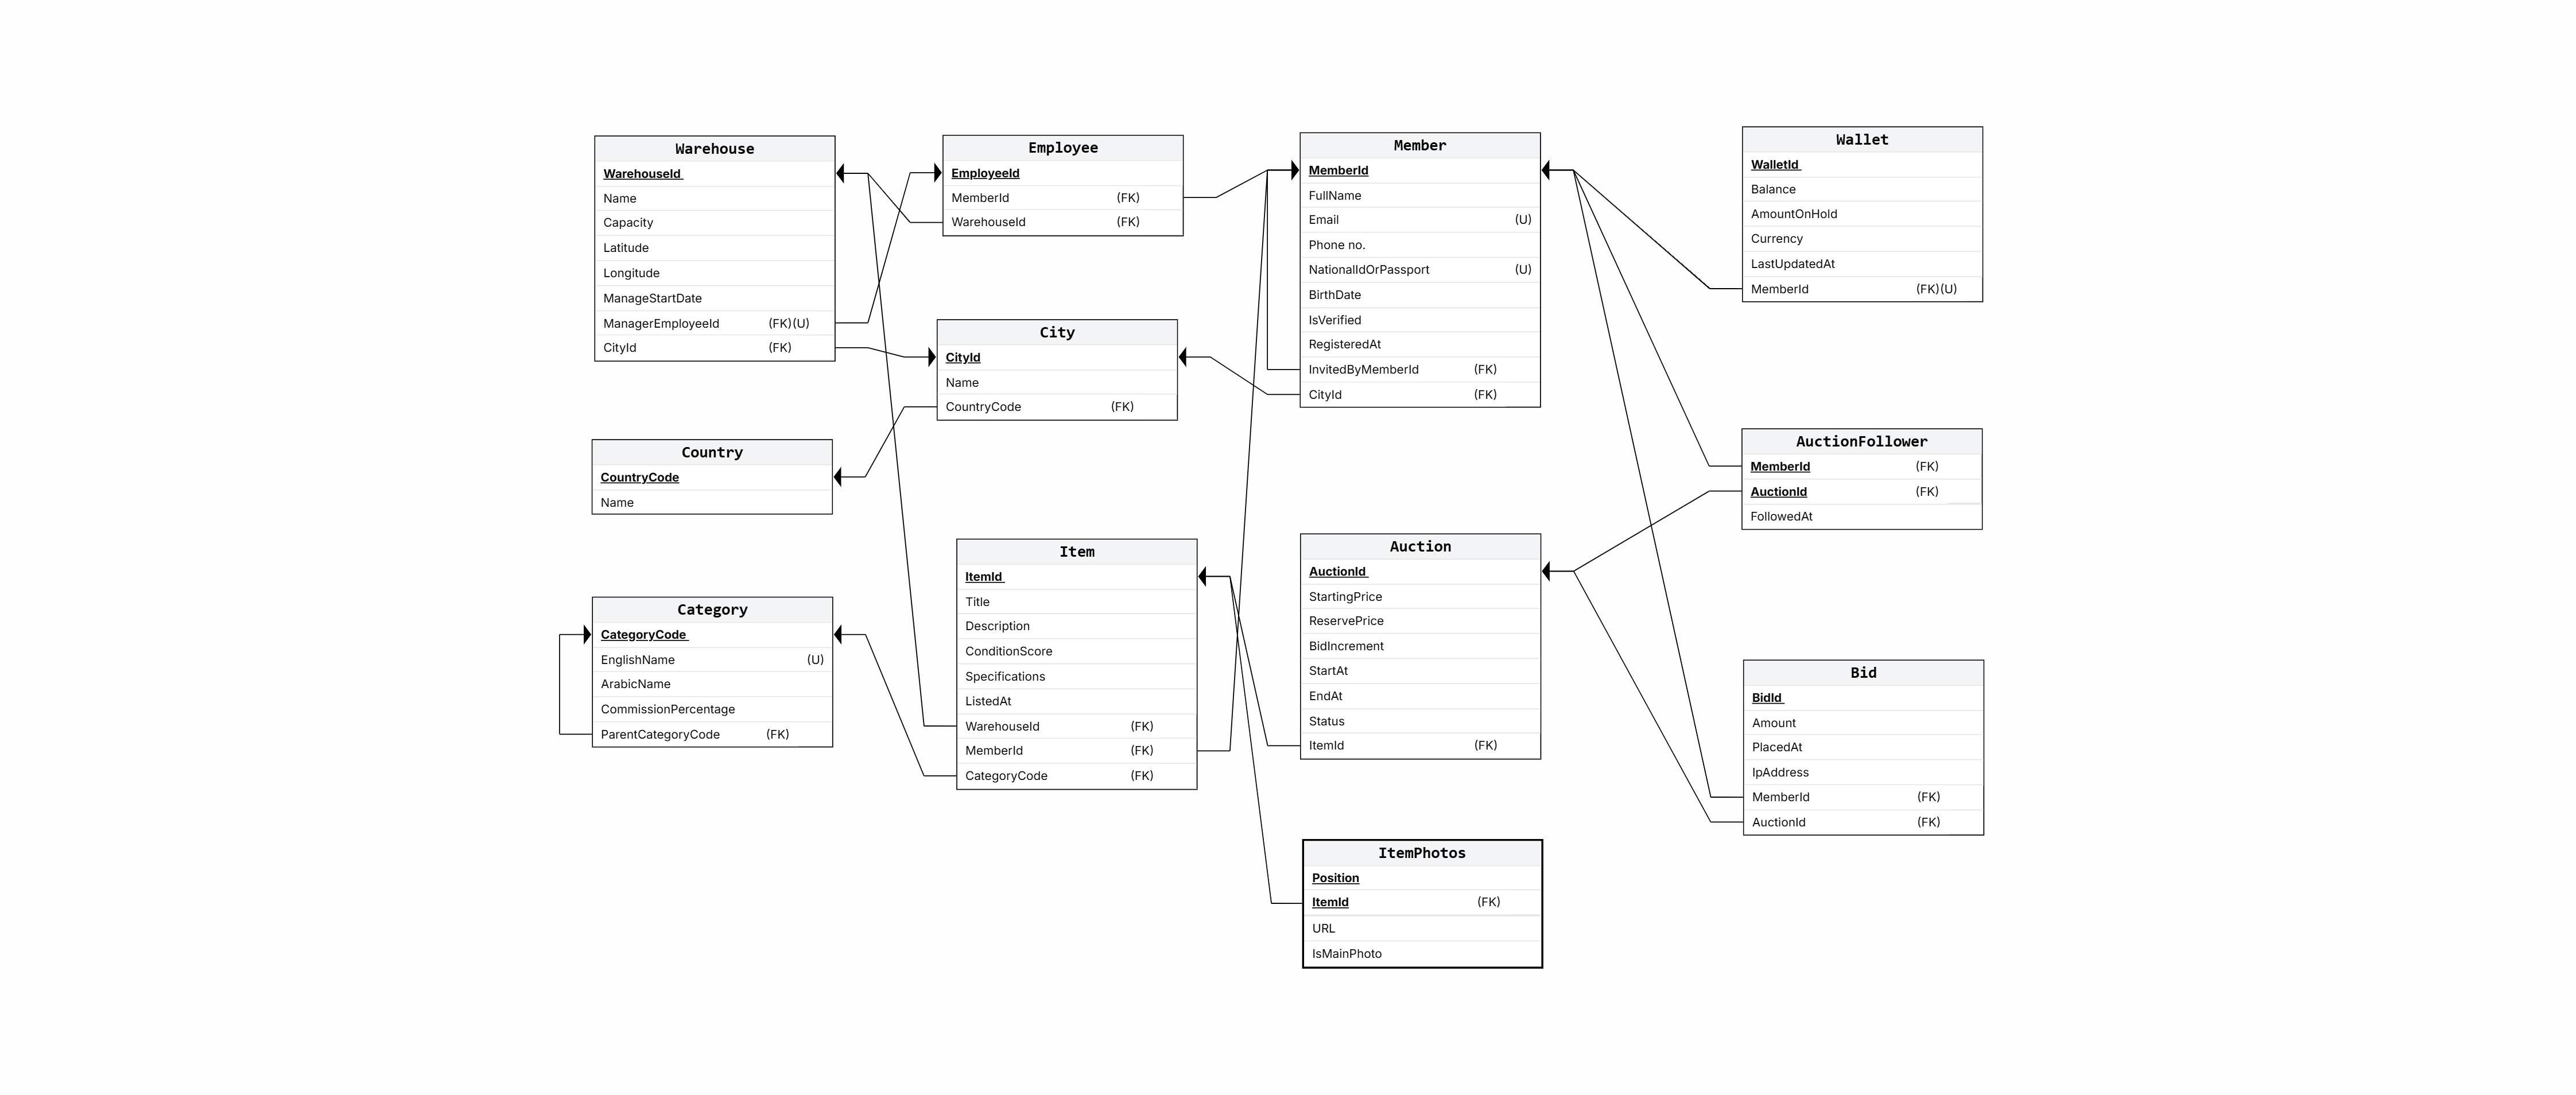 Warehouse
WarehouseId
Name
Capacity
Latitude
Longitude
ManageStartDate
ManagerEmployeeId (FK)(U)
CityId (FK)
Employee
EmployeeId
MemberId (FK)
WarehouseId (FK)
Member
MemberId
FullName
Email (U)
Phone no.
NationalIdOrPassport (U)
BirthDate
IsVerified
RegisteredAt
InvitedByMemberId (FK)
CityId (FK)
Wallet
WalletId
Balance
AmountOnHold
Currency
LastUpdatedAt
MemberId (FK)(U)
City
CityId
Name
CountryCode (FK)
Country
CountryCode
Name
AuctionFollower
MemberId (FK)
AuctionId (FK)
FollowedAt
Category
CategoryCode
EnglishName (U)
ArabicName
CommissionPercentage
ParentCategoryCode (FK)
Item
ItemId
Title
Description
ConditionScore
Specifications
ListedAt
WarehouseId (FK)
MemberId (FK)
CategoryCode (FK)
Auction
AuctionId
StartingPrice
ReservePrice
BidIncrement
StartAt
EndAt
Status
ItemId (FK)
Bid
BidId
Amount
PlacedAt
IpAddress
MemberId (FK)
AuctionId (FK)
ItemPhotos
Position
ItemId (FK)
URL
IsMainPhoto